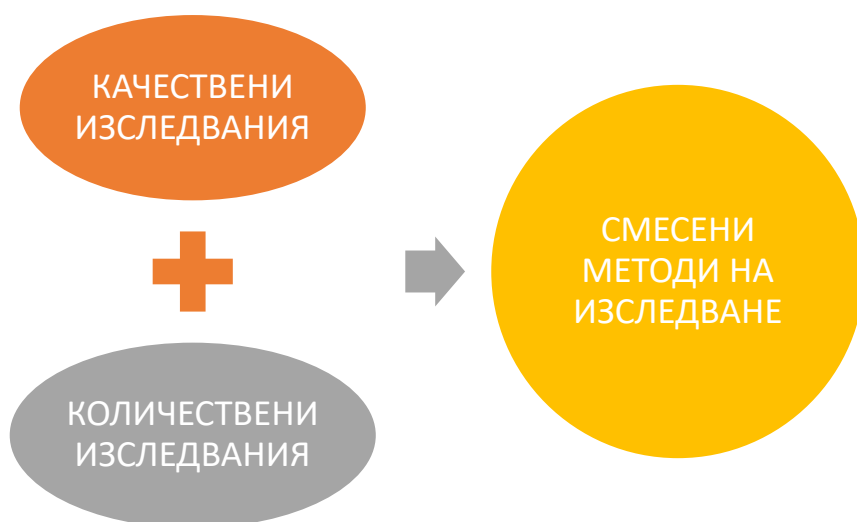 КАЧЕСТВЕНИ
ИЗСЛЕДВАНИЯ
КОЛИЧЕСТВЕНИ
ИЗСЛЕДВАНИЯ
СМЕСЕНИ
МЕТОДИ НА
ИЗСЛЕДВАНЕ